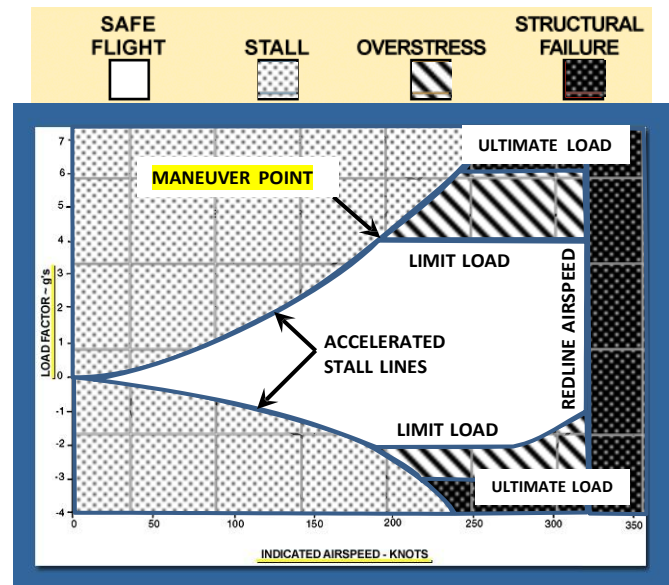 SAFE FLIGHT
STALL
OVERSTRESS
STRUCTURAL FAILURE
ULTIMATE LOAD
MANEUVER POINT
LIMIT LOAD
REDLINE AIRSPEED
ACCELERATED
STALL LINES
LIMIT LOAD
ULTIMATE LOAD
LOAD FACTOR ~ g's
7
6
5
4
3
2
1
0
-1
-2
-3
-4
0 50 100 150 200 250 300 350
INDICATED AIRSPEED - KNOTS